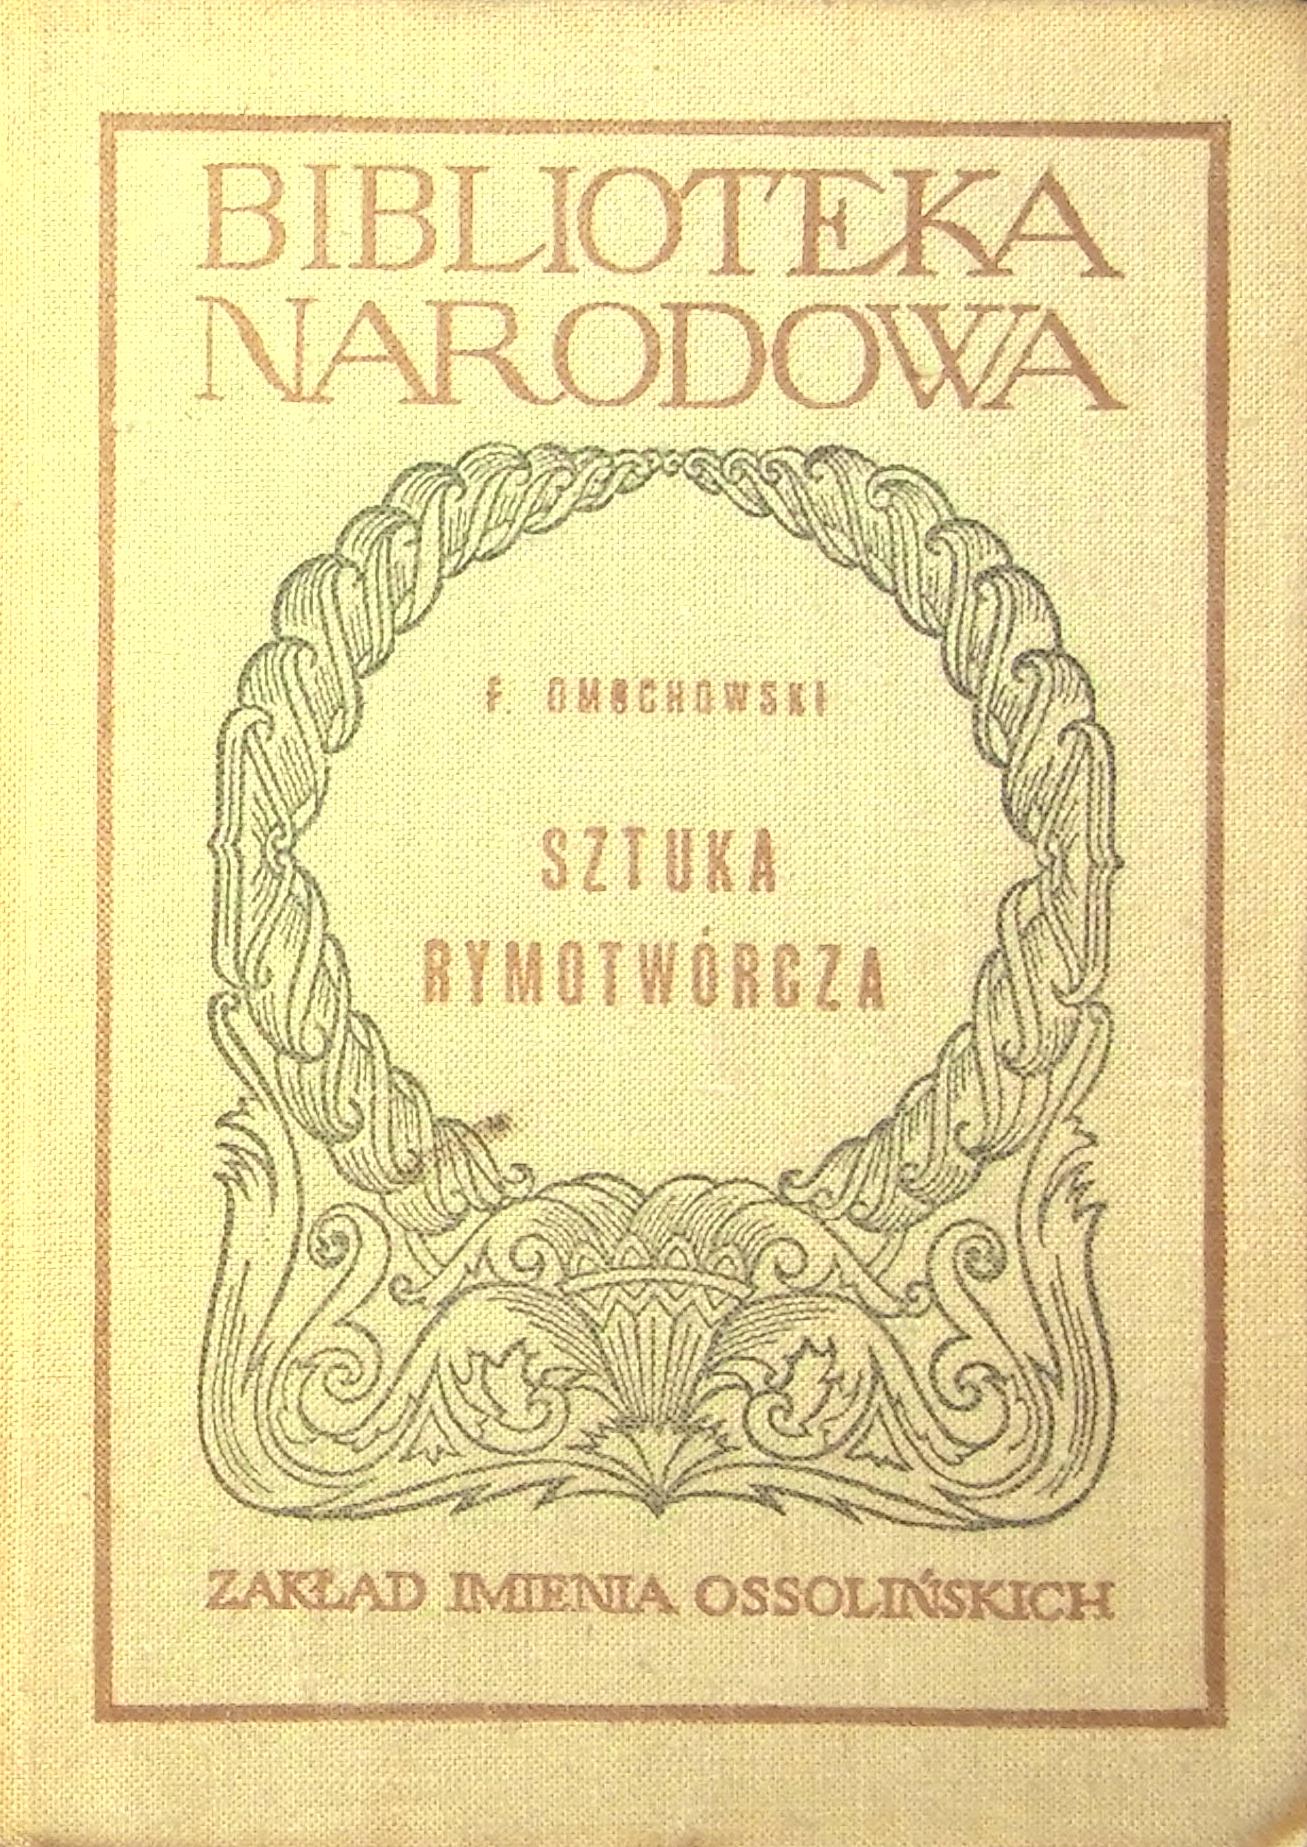 BIBLIOTEKA
NARODOWA
F. DMOCHOWSKI
SZTUKA
RYMOTWÓRCZA
ZAKŁAD IMIENIA OSSOLIŃSKICH